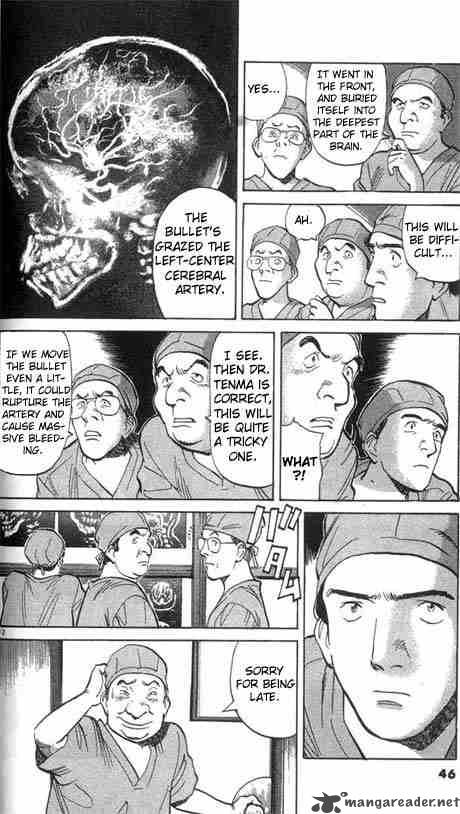 IT WENT IN
THE FRONT,
AND BURIED
ITSELF INTO
THE DEEPEST
PART OF THE
BRAIN.
YES...
THIS WILL
BE DIFFI-
CULT...
AH.
THE
BULLET'S
GRAZED THE
LEFT-CENTER
CEREBRAL
ARTERY.
WHAT
?!
I SEE.
THEN DR.
TENMA IS
CORRECT,
THIS WILL
BE QUITE
A TRICKY
ONE.
IF WE MOVE
THE BULLET
EVEN A LIT-
TLE, IT COULD
RUPTURE THE
ARTERY AND
CAUSE MAS-
SIVE BLEED-
ING.
バタム
SORRY
FOR BEING
LATE.
46
mangareader.net